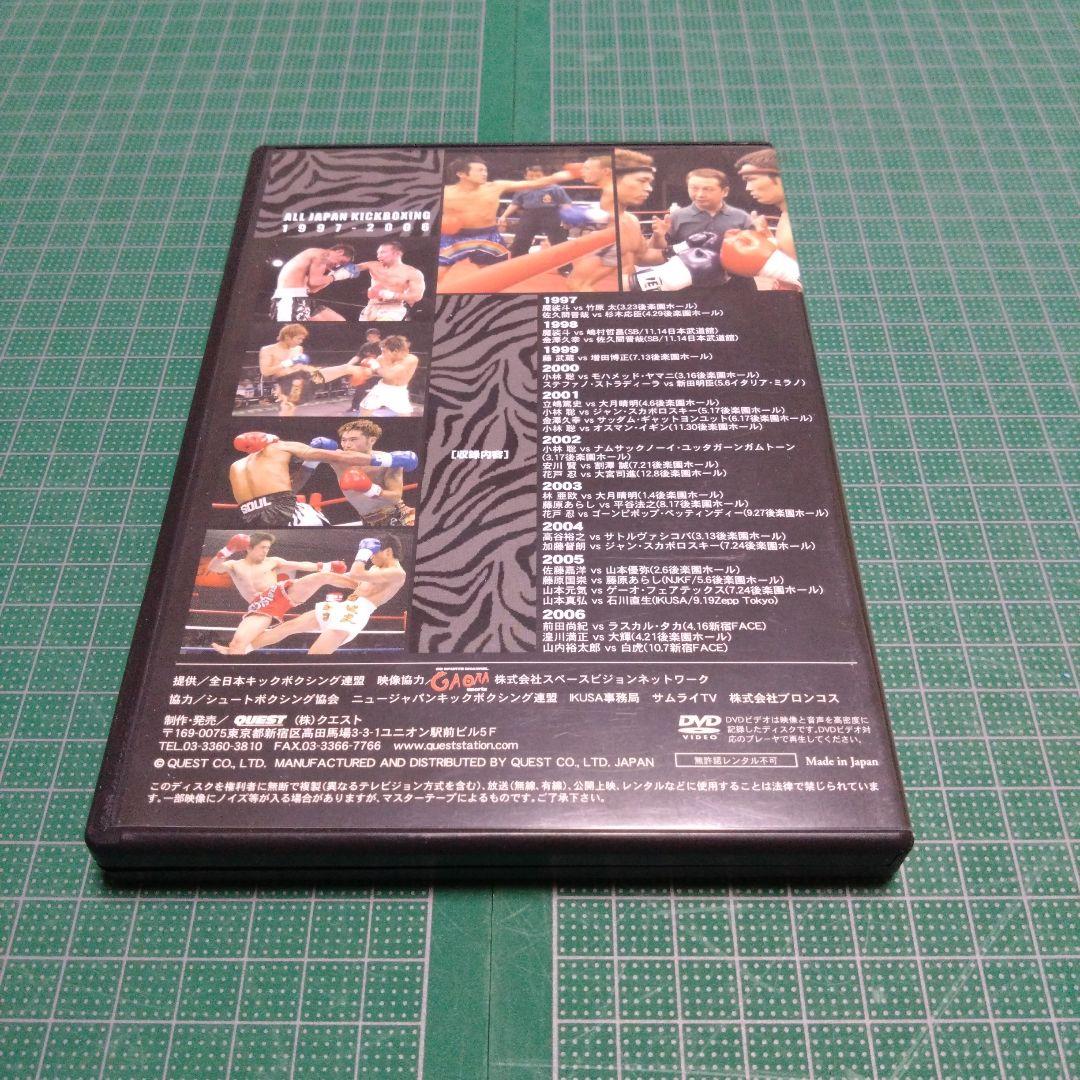 ALL JAPAN KICKBOXING
1997-2006
SOUL
[収録内容]
1997
魔裟斗 vs 竹原 太(3.23後楽園ホール)
佐久間晋哉 vs 杉木応臣(4.29後楽園ホール)
1998
魔裟斗 vs 嶋村哲昌(SB/11.14日本武道館)
金澤久幸 vs 佐久間晋哉(SB/11.14日本武道館)
1999
藤 武蔵 vs 増田博正(7.13後楽園ホール)
2000
小林 聡 vs モハメッド・ヤマニ(3.16後楽園ホール)
ステファノ・ストラディーラ vs 新田明臣(5.6イタリア・ミラノ)
2001
立嶋篤史 vs 大月晴明(4.6後楽園ホール)
小林 聡 vs ジャン・スカボロスキー(5.17後楽園ホール)
金澤久幸 vs サッダム・ギャットヨンユット(6.17後楽園ホール)
小林 聡 vs オスマン・イギン(11.30後楽園ホール)
2002
小林 聡 vs ナムサックノーイ・ユッタガーンガムトーン
(3.17後楽園ホール)
安川 賢 vs 割澤 誠(7.21後楽園ホール)
花戸 忍 vs 大宮司進(12.8後楽園ホール)
2003
林 亜欧 vs 大月晴明(1.4後楽園ホール)
藤原あらし vs 平谷法之(8.17後楽園ホール)
花戸 忍 vs ゴーンピポップ・ペッティンディー(9.27後楽園ホール)
2004
高谷裕之 vs サトルヴァシコバ(3.13後楽園ホール)
加藤督朗 vs ジャン・スカボロスキー(7.24後楽園ホール)
2005
佐藤嘉洋 vs 山本優弥(2.6後楽園ホール)
藤原国崇 vs 藤原あらし(NJKF/5.6後楽園ホール)
山本元気 vs ゲーオ・フェアテックス(7.24後楽園ホール)
山本真弘 vs 石川直生(IKUSA/9.19Zepp Tokyo)
2006
前田尚紀 vs ラスカル・タカ(4.16新宿FACE)
湟川満正 vs 大輝(4.21後楽園ホール)
山内裕太郎 vs 白虎(10.7新宿FACE)
提供/全日本キックボクシング連盟 映像協力/GAORA 株式会社スペースビジョンネットワーク
協力/シュートボクシング協会 ニュージャパンキックボクシング連盟 IKUSA事務局 サムライTV 株式会社ブロンコス
制作・発売/ QUEST (株)クエスト
〒169-0075東京都新宿区高田馬場3-3-1ユニオン駅前ビル5F
TEL.03-3360-3810 FAX.03-3366-7766 www.queststation.com
© QUEST CO., LTD. MANUFACTURED AND DISTRIBUTED BY QUEST CO., LTD. JAPAN
DVD VIDEO
DVDビデオは映像と音声を高密度に
記録したディスクです。DVDビデオ対
応のプレーヤで再生してください。
無許諾レンタル不可
Made in Japan
このディスクを権利者に無断で複製(異なるテレビジョン方式を含む)、放送(無線、有線)、公開上映、レンタルなどに使用することは法律で禁じられていま
す。一部映像にノイズ等が入る場合がありますが、マスターテープによるものです。ご了承下さい。